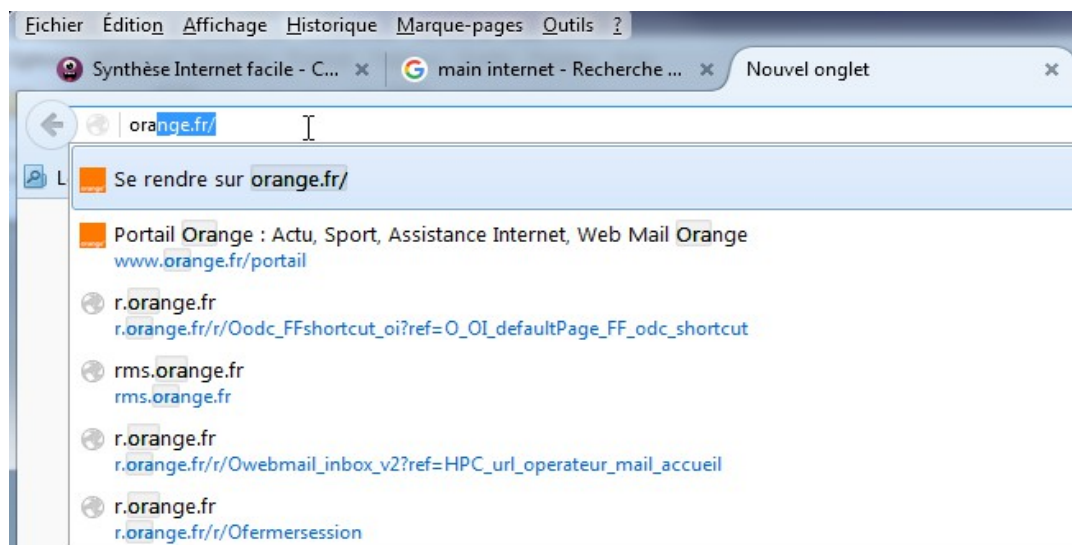 Fichier Édition Affichage Historique Marque-pages Outils ?
Synthèse Internet facile - C... main internet - Recherche ... Nouvel onglet
orange.fr/
L
Se rendre sur orange.fr/
Portail Orange : Actu, Sport, Assistance Internet, Web Mail Orange
www.orange.fr/portail
r.orange.fr
r.orange.fr/r/Oodc_FFshortcut_oi?ref=O_OI_defaultPage_FF_odc_shortcut
rms.orange.fr
rms.orange.fr
r.orange.fr
r.orange.fr/r/Owebmail_inbox_v2?ref=HPC_url_operateur_mail_accueil
r.orange.fr
r.orange.fr/r/Ofermersession